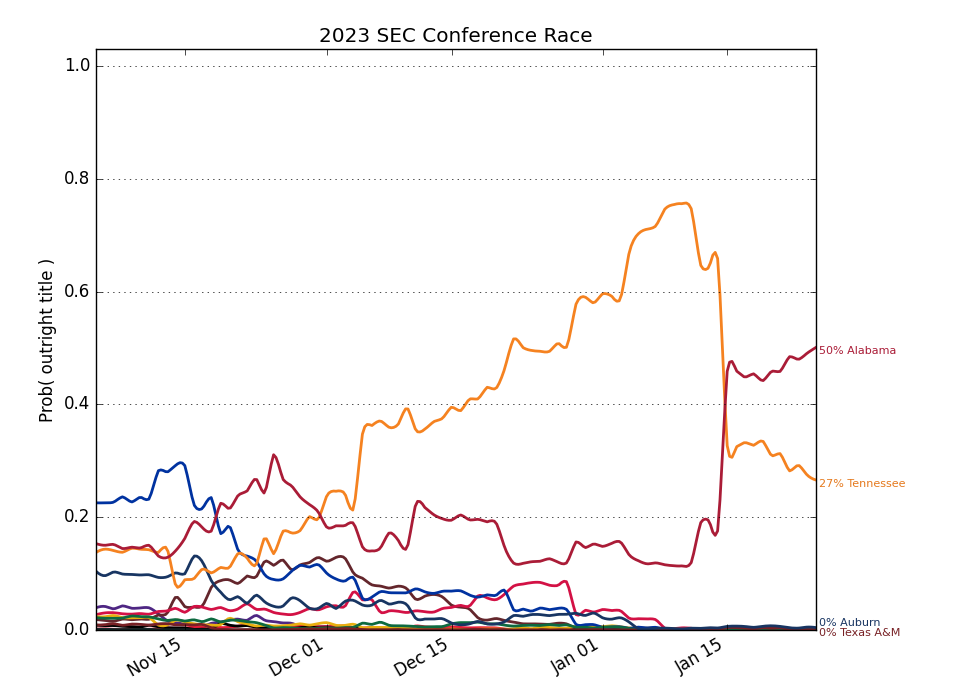 2023 SEC Conference Race
Prob( outright title )
1.0
0.8
0.6
0.4
0.2
0.0
50% Alabama
27% Tennessee
0% Auburn
0% Texas A&M
Nov 15
Dec 01
Dec 15
Jan 01
Jan 15